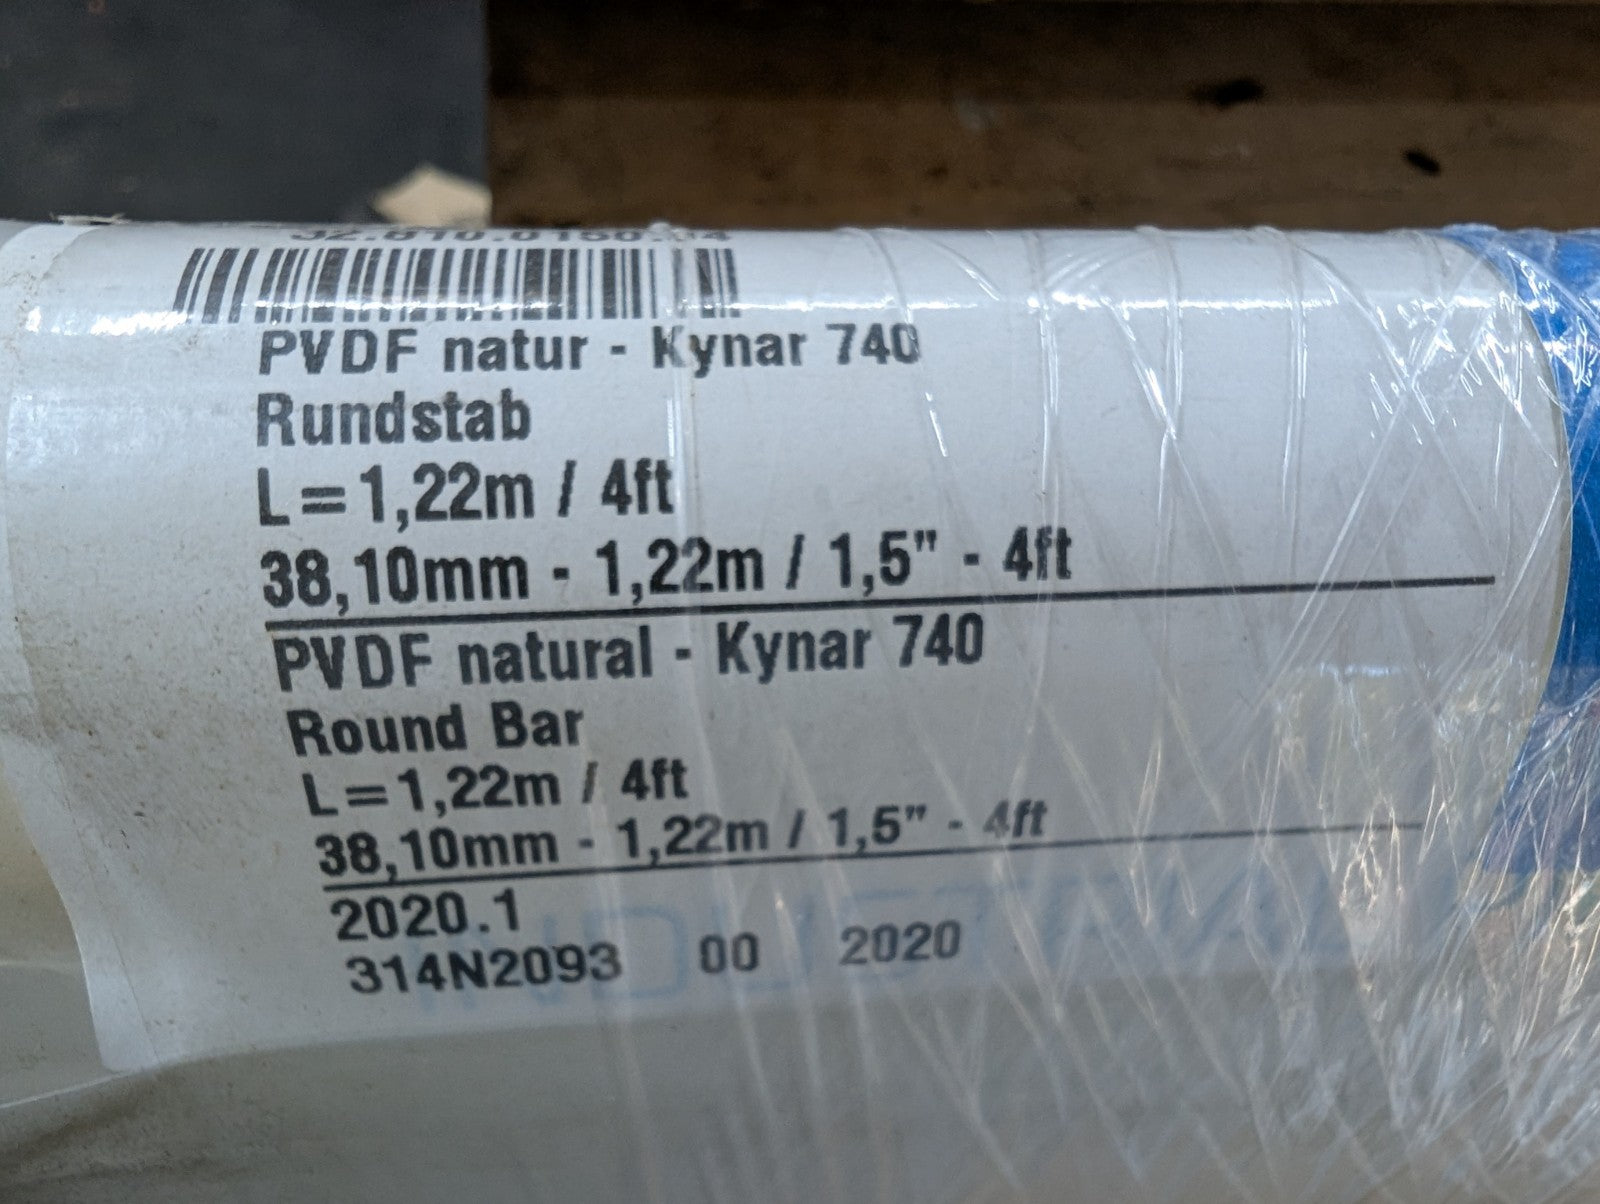 PVDF natur - Kynar 740
Rundstab
L=1,22m / 4ft
38,10mm - 1,22m / 1,5" - 4ft
PVDF natural - Kynar 740
Round Bar
L=1,22m / 4ft
38,10mm - 1,22m / 1,5" - 4ft
2020.1
314N2093 00 2020